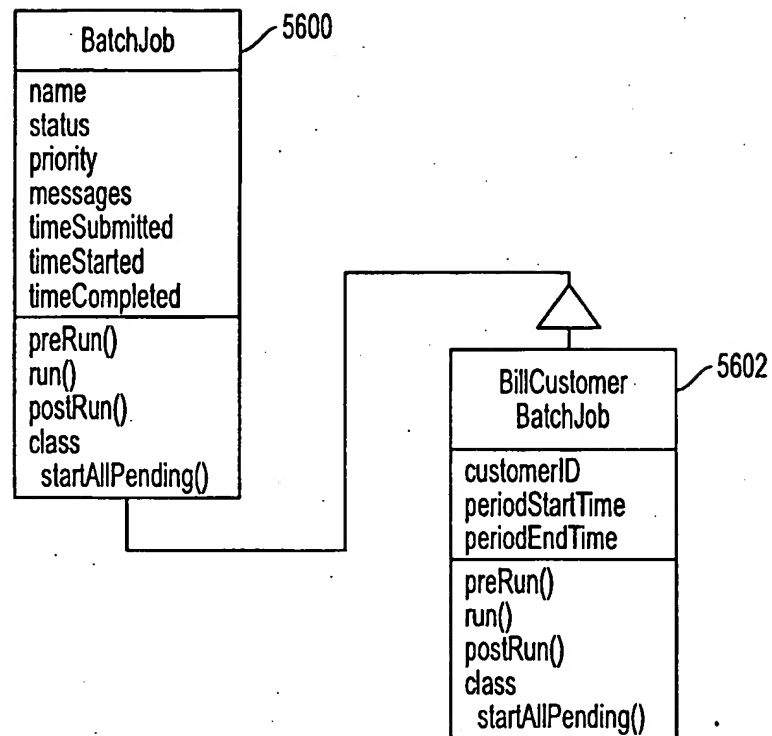 BatchJob
5600
name
status
priority
messages
timeSubmitted
timeStarted
timeCompleted
preRun()
run()
postRun()
class
startAllPending()
BillCustomer
BatchJob
5602
customerID
periodStartTime
periodEndTime
preRun()
run()
postRun()
class
startAllPending()